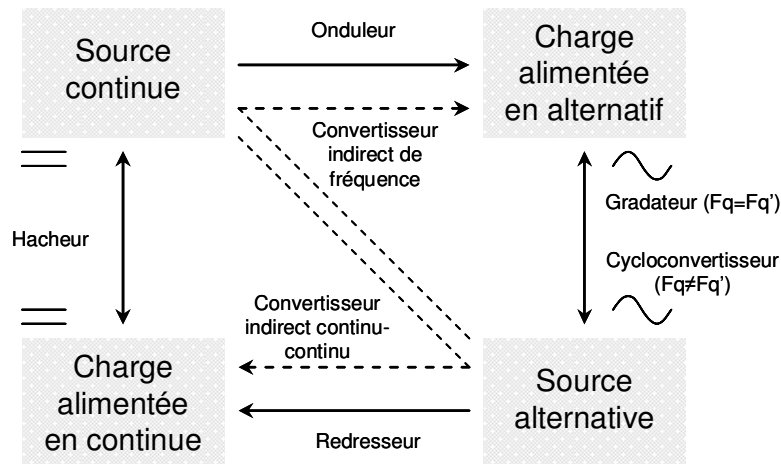 Source
continue
Onduleur
Charge
alimentée
en alternatif
Convertisseur
indirect de
fréquence
Gradateur (Fq=Fq’)
Hacheur
Cycloconvertisseur
(Fq≠Fq’)
Convertisseur
indirect continu-
continu
Charge
alimentée
en continue
Source
alternative
Redresseur